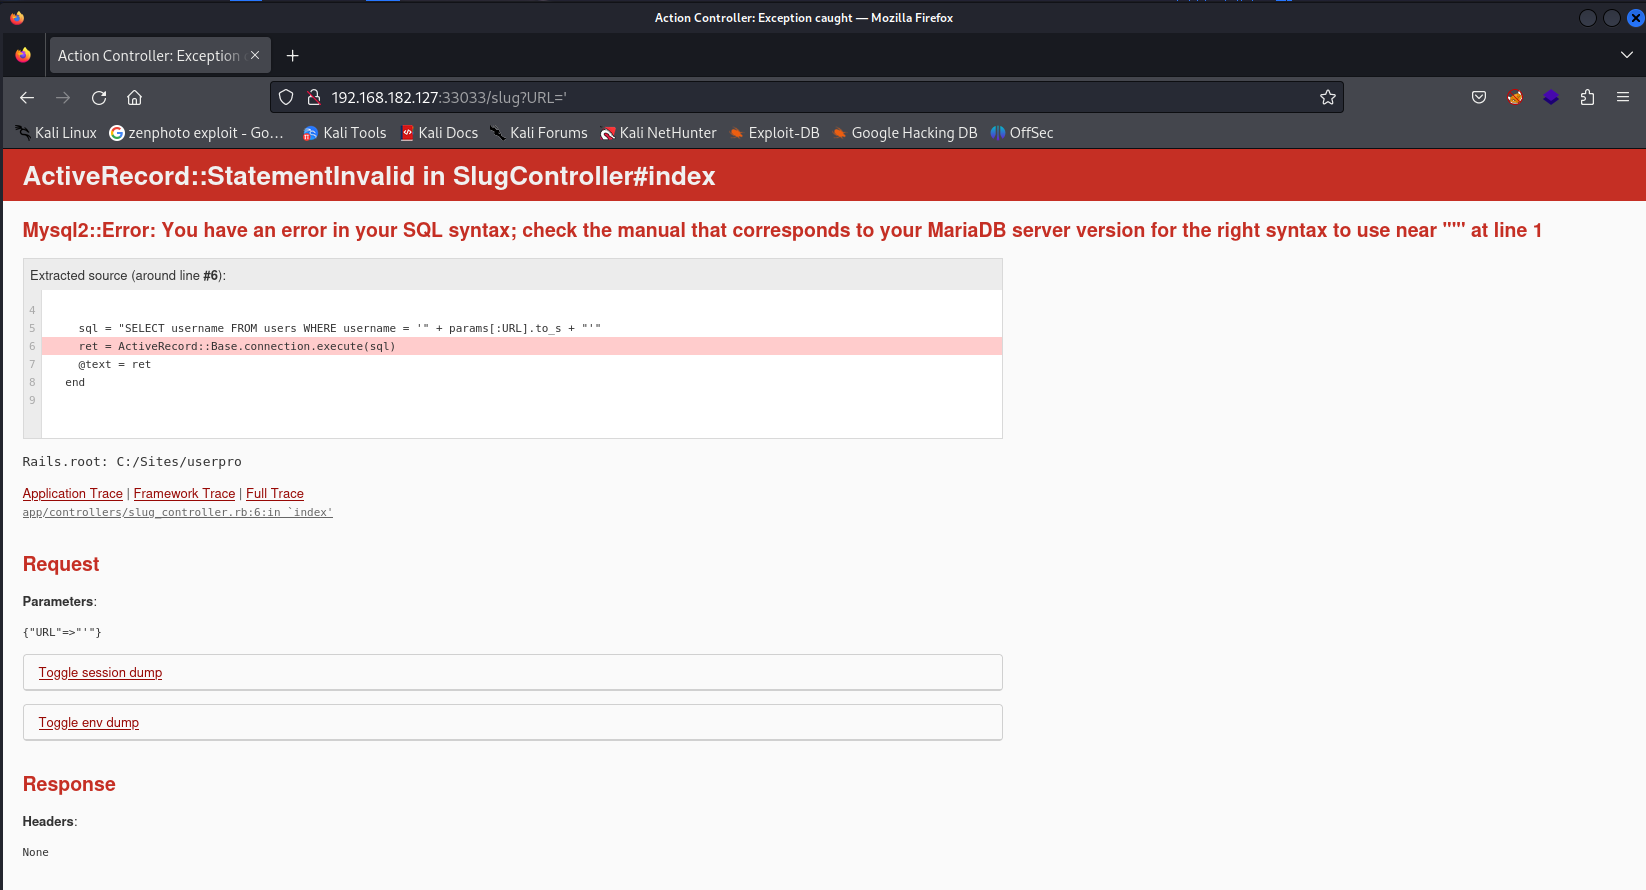 Action Controller: Exception caught — Mozilla Firefox
Action Controller: Exception
192.168.182.127:33033/slug?URL='
Kali Linux zenphoto exploit - Go… Kali Tools Kali Docs Kali Forums Kali NetHunter Exploit-DB Google Hacking DB OffSec
ActiveRecord::StatementInvalid in SlugController#index
Mysql2::Error: You have an error in your SQL syntax; check the manual that corresponds to your MariaDB server version for the right syntax to use near ''''' at line 1
Extracted source (around line #6):
4
5 sql = "SELECT username FROM users WHERE username = '" + params[:URL].to_s + "'"
6 ret = ActiveRecord::Base.connection.execute(sql)
7 @text = ret
8 end
9
Rails.root: C:/Sites/userpro
Application Trace | Framework Trace | Full Trace
app/controllers/slug_controller.rb:6:in `index'
Request
Parameters:
{"URL"=>"'"}
Toggle session dump
Toggle env dump
Response
Headers:
None